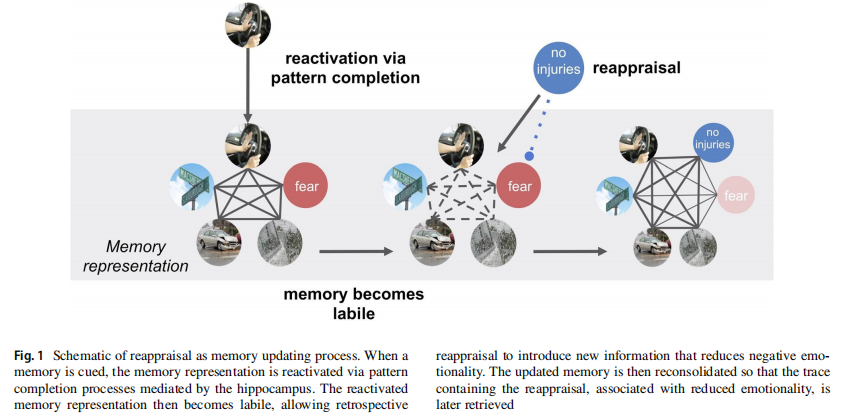 reactivation via
pattern completion
no
injuries
reappraisal
fear
fear
no
injuries
fear
Memory
representation
memory becomes
labile
Fig. 1 Schematic of reappraisal as memory updating process. When a
memory is cued, the memory representation is reactivated via pattern
completion processes mediated by the hippocampus. The reactivated
memory representation then becomes labile, allowing retrospective
reappraisal to introduce new information that reduces negative emo-
tionality. The updated memory is then reconsolidated so that the trace
containing the reappraisal, associated with reduced emotionality, is
later retrieved